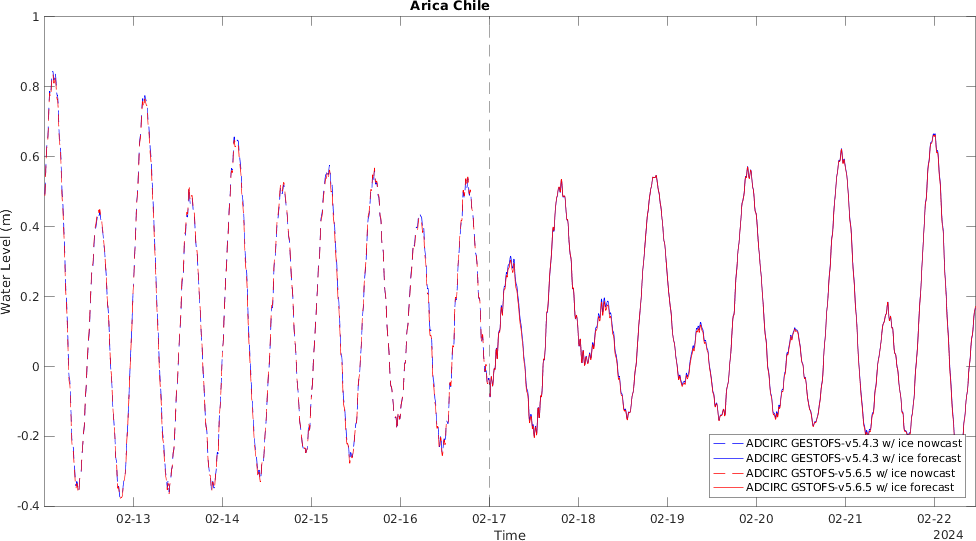 Arica Chile
Water Level (m)
1
0.8
0.6
0.4
0.2
0
-0.2
-0.4
ADCIRC GESTOFS-v5.4.3 w/ ice nowcast
ADCIRC GESTOFS-v5.4.3 w/ ice forecast
ADCIRC GSTOFS-v5.6.5 w/ ice nowcast
ADCIRC GSTOFS-v5.6.5 w/ ice forecast
02-13 02-14 02-15 02-16 02-17 02-18 02-19 02-20 02-21 02-22
Time
2024